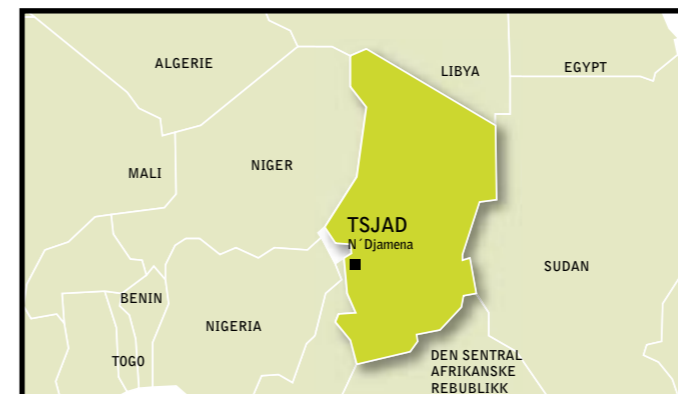 ALGERIE
LIBYA
EGYPT
MALI
NIGER
TSJAD
N´Djamena
SUDAN
BENIN
NIGERIA
TOGO
DEN SENTRAL
AFRIKANSKE
REBUBLIKK